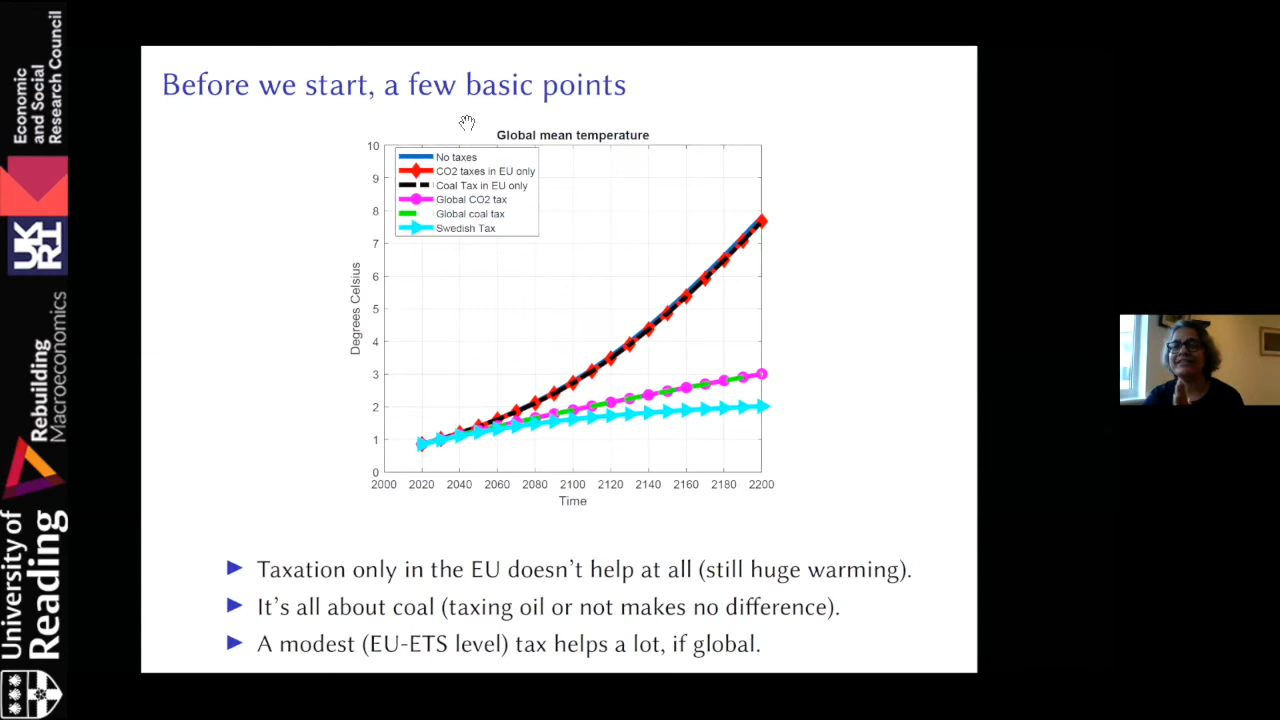 Economic
and Social
Research Council
UKRI
Rebuilding
Macroeconomics
University of
Reading
Before we start, a few basic points
Global mean temperature
No taxes
CO2 taxes in EU only
Coal Tax in EU only
Global CO2 tax
Global coal tax
Swedish Tax
10
9
8
7
6
5
4
3
2
1
0
Degrees Celsius
2000 2020 2040 2060 2080 2100 2120 2140 2160 2180 2200
Time
Taxation only in the EU doesn't help at all (still huge warming).
It's all about coal (taxing oil or not makes no difference).
A modest (EU-ETS level) tax helps a lot, if global.